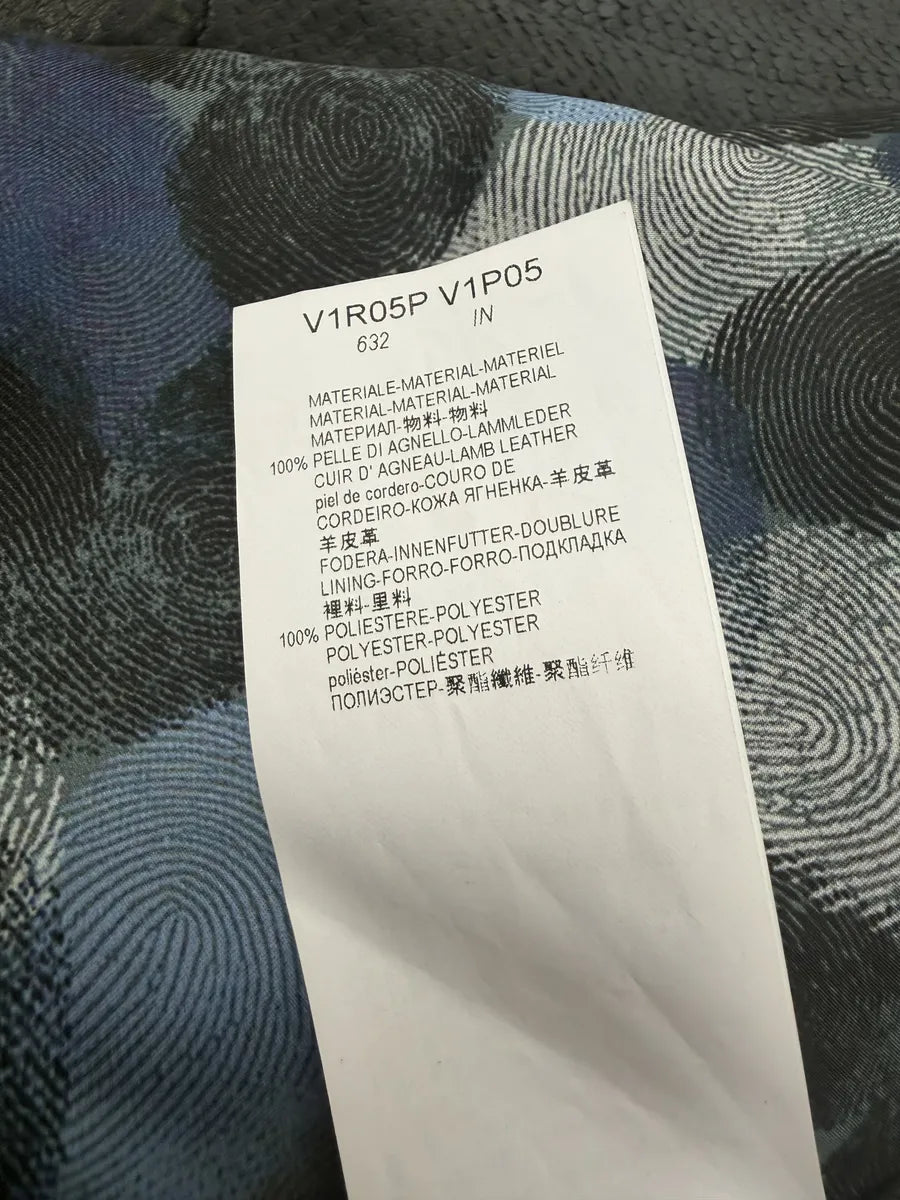 V1R05P V1P05
632 IN
MATERIALE-MATERIAL-MATERIEL
MATERIAL-MATERIAL-MATERIAL
МАТЕРИАЛ-物料-物料
100% PELLE DI AGNELLO-LAMMLEDER
CUIR D' AGNEAU-LAMB LEATHER
piel de cordero-COURO DE
CORDEIRO-КОЖА ЯГНЕНКА-羊皮革
羊皮革
FODERA-INNENFUTTER-DOUBLURE
LINING-FORRO-FORRO-ПОДКЛАДКА
裡料-里料
100% POLIESTERE-POLYESTER
POLYESTER-POLYESTER
poliéster-POLIÉSTER
ПОЛИЭСТЕР-聚酯纖維-聚酯纤维